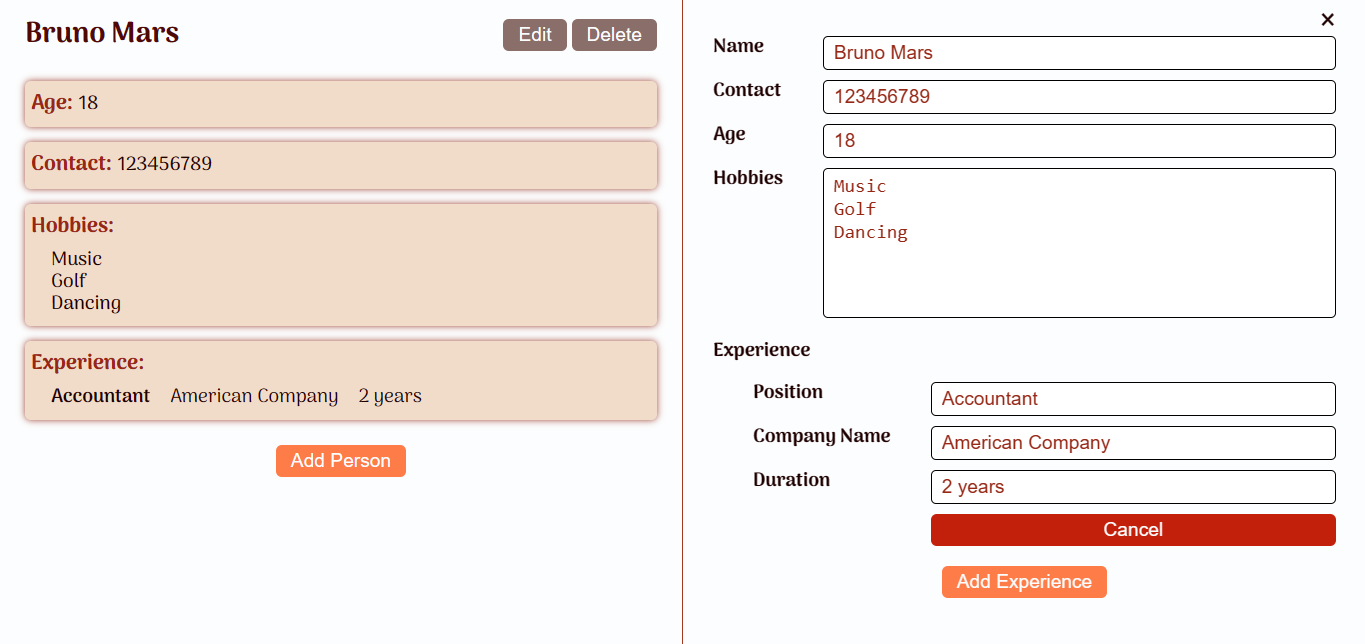 Bruno Mars
Edit Delete
Age: 18
Contact: 123456789
Hobbies:
Music
Golf
Dancing
Experience:
Accountant American Company 2 years
Add Person
×
Name Bruno Mars
Contact 123456789
Age 18
Hobbies Music
Golf
Dancing
Experience
Position Accountant
Company Name American Company
Duration 2 years
Cancel
Add Experience